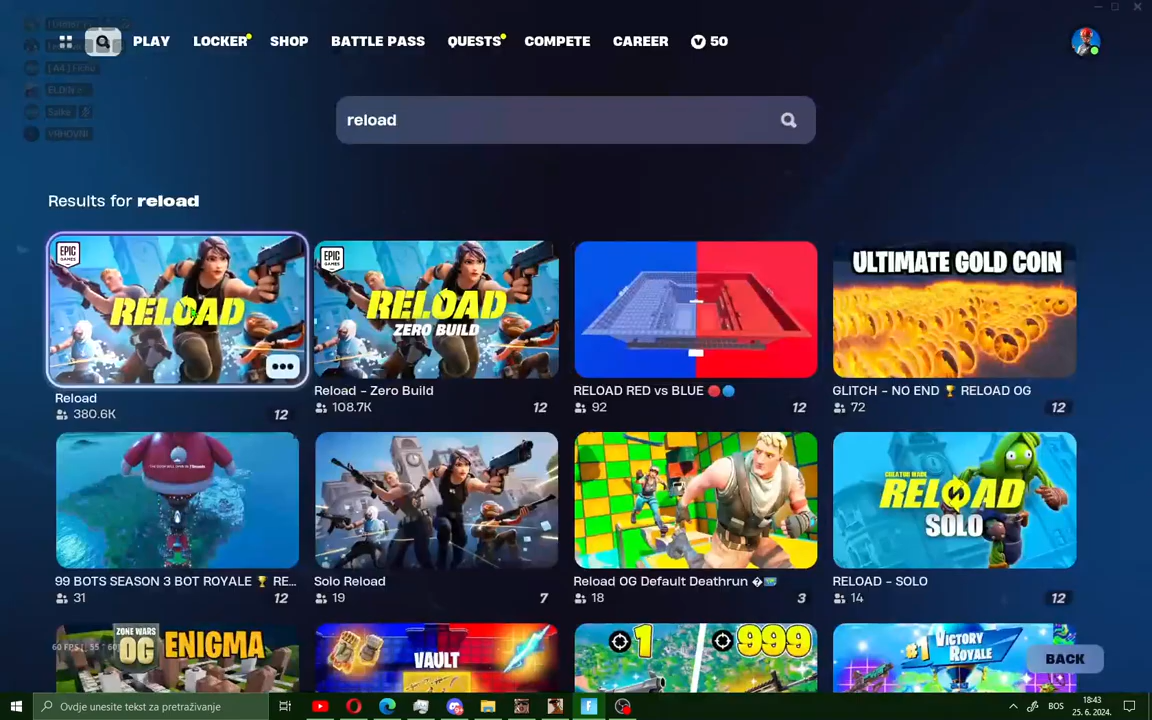 PLAY LOCKER SHOP BATTLE PASS QUESTS COMPETE CAREER V 50
reload
Results for reload
EPIC GAMES
RELOAD
EPIC GAMES
RELOAD
ZERO BUILD
ULTIMATE GOLD COIN
Reload
380.6K 12
Reload - Zero Build
108.7K 12
RELOAD RED vs BLUE 🔴🔵
92 12
GLITCH - NO END 🏆 RELOAD OG
72 12
CREATOR MADE
RELOAD
SOLO
99 BOTS SEASON 3 BOT ROYALE 🏆 RE...
31 12
Solo Reload
19 7
Reload OG Default Deathrun �🗺️
18 3
RELOAD - SOLO
14 12
ZONE WARS
OG ENIGMA
VAULT
1 999
#1 VICTORY
ROYALE
BACK
Ovdje unesite tekst za pretraživanje
BOS
18:43
25. 6. 2024.